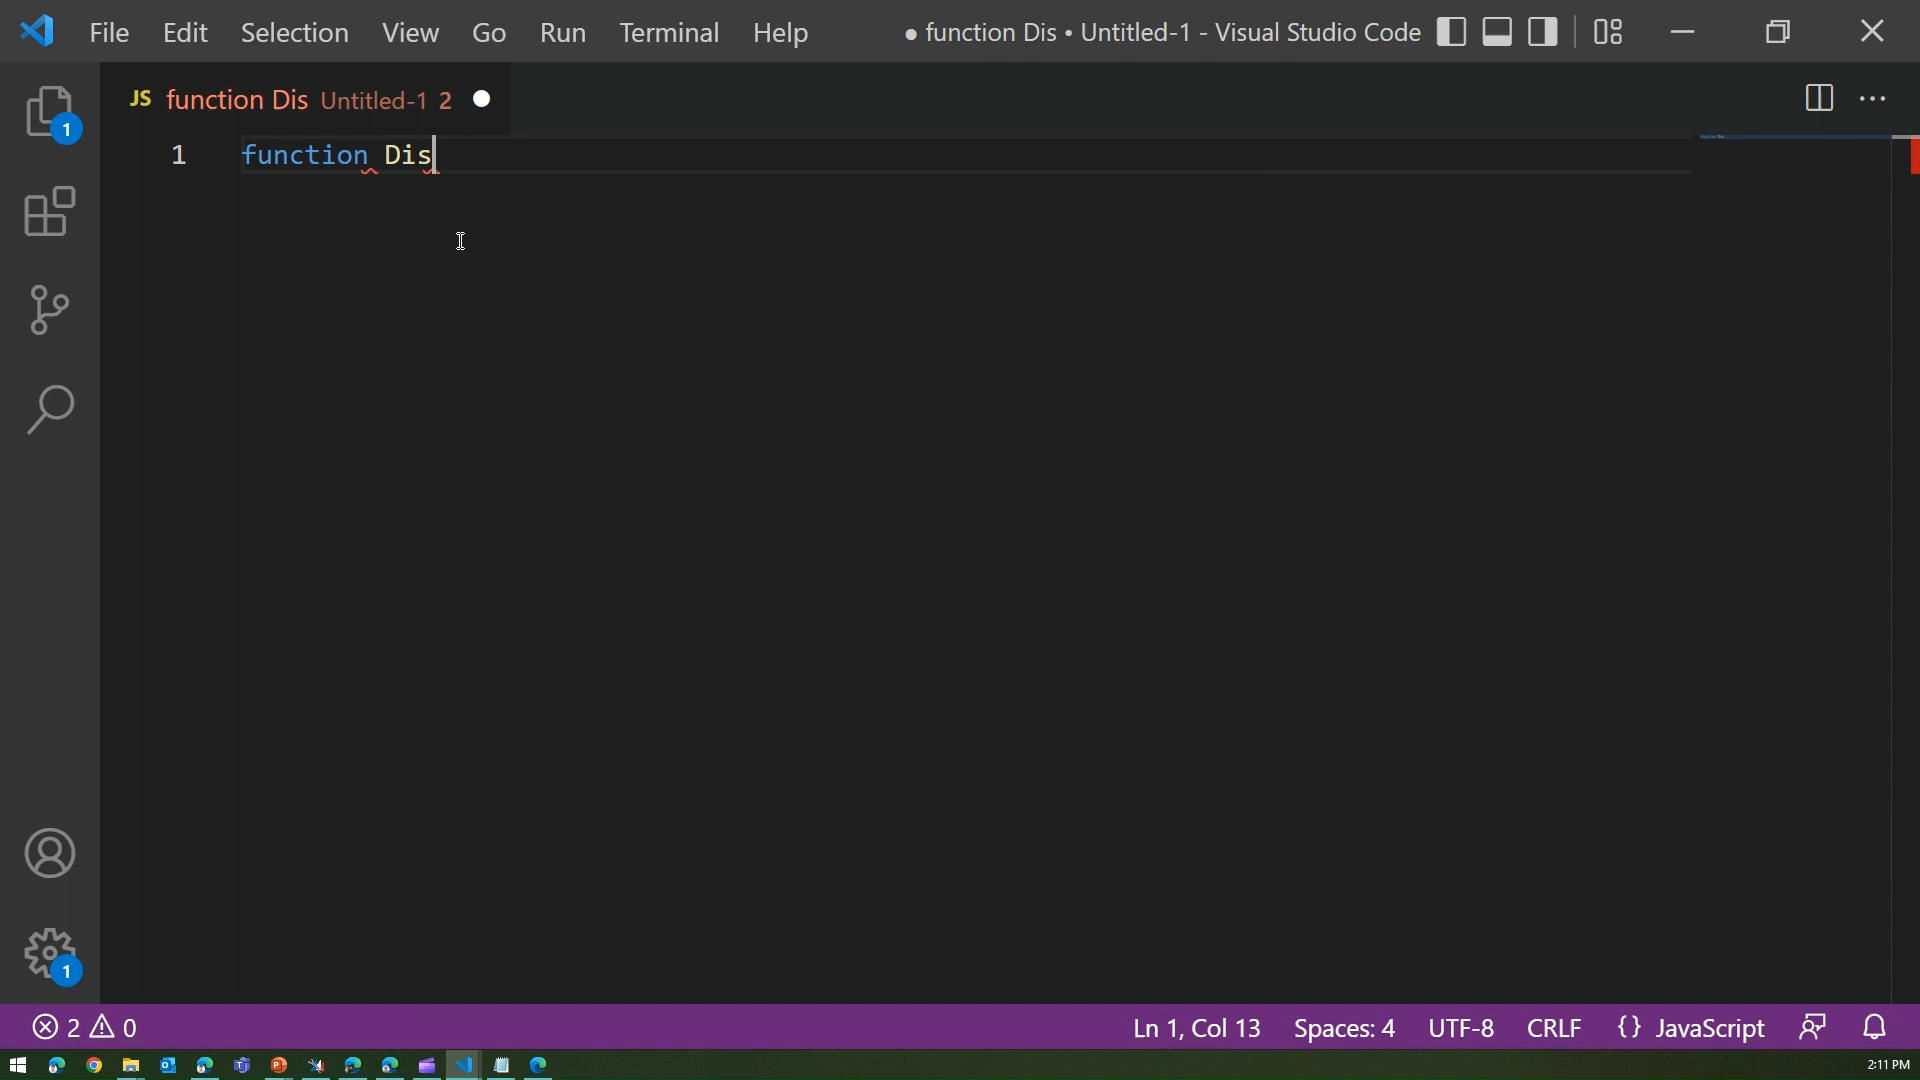 File Edit Selection View Go Run Terminal Help ● function Dis • Untitled-1 - Visual Studio Code
JS function Dis Untitled-1 2
1
1 function Dis
1
2 0 Ln 1, Col 13 Spaces: 4 UTF-8 CRLF {} JavaScript
2:11 PM